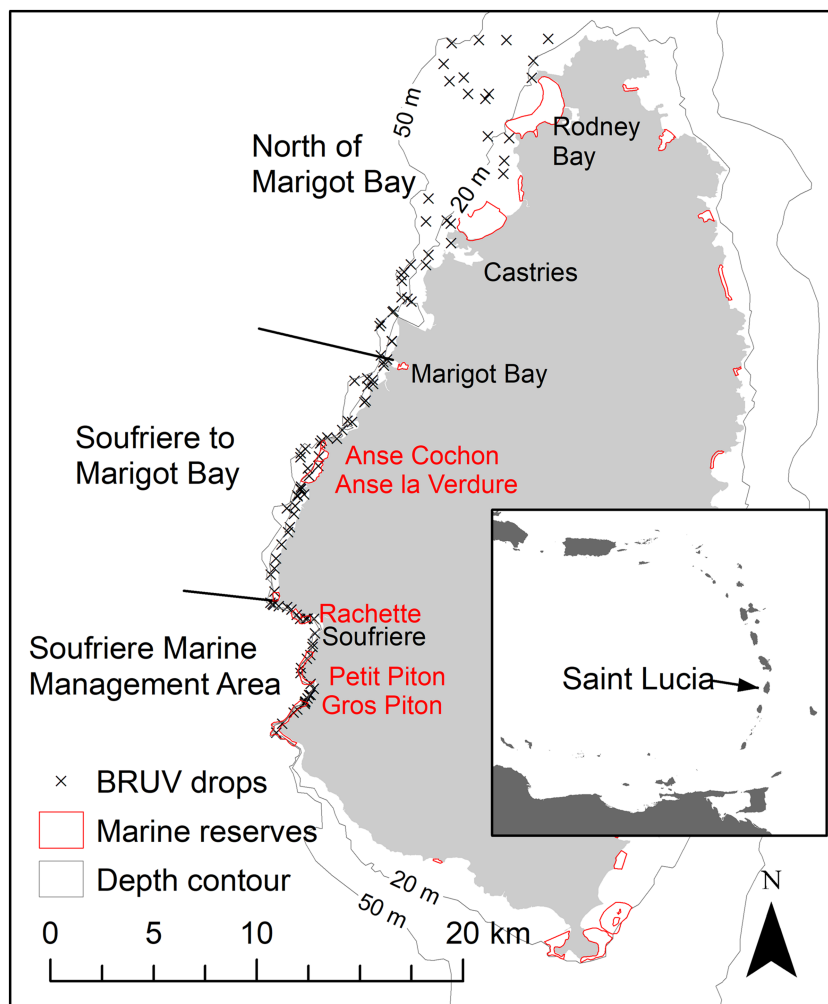 50 m
North of
Marigot Bay
Rodney
Bay
20 m
Castries
Marigot Bay
Soufriere to
Marigot Bay
Anse Cochon
Anse la Verdure
Rachette
Soufriere
Soufriere Marine
Management Area
Petit Piton
Gros Piton
Saint Lucia
BRUV drops
Marine reserves
Depth contour
20 m
50 m
N
0 5 10 20 km